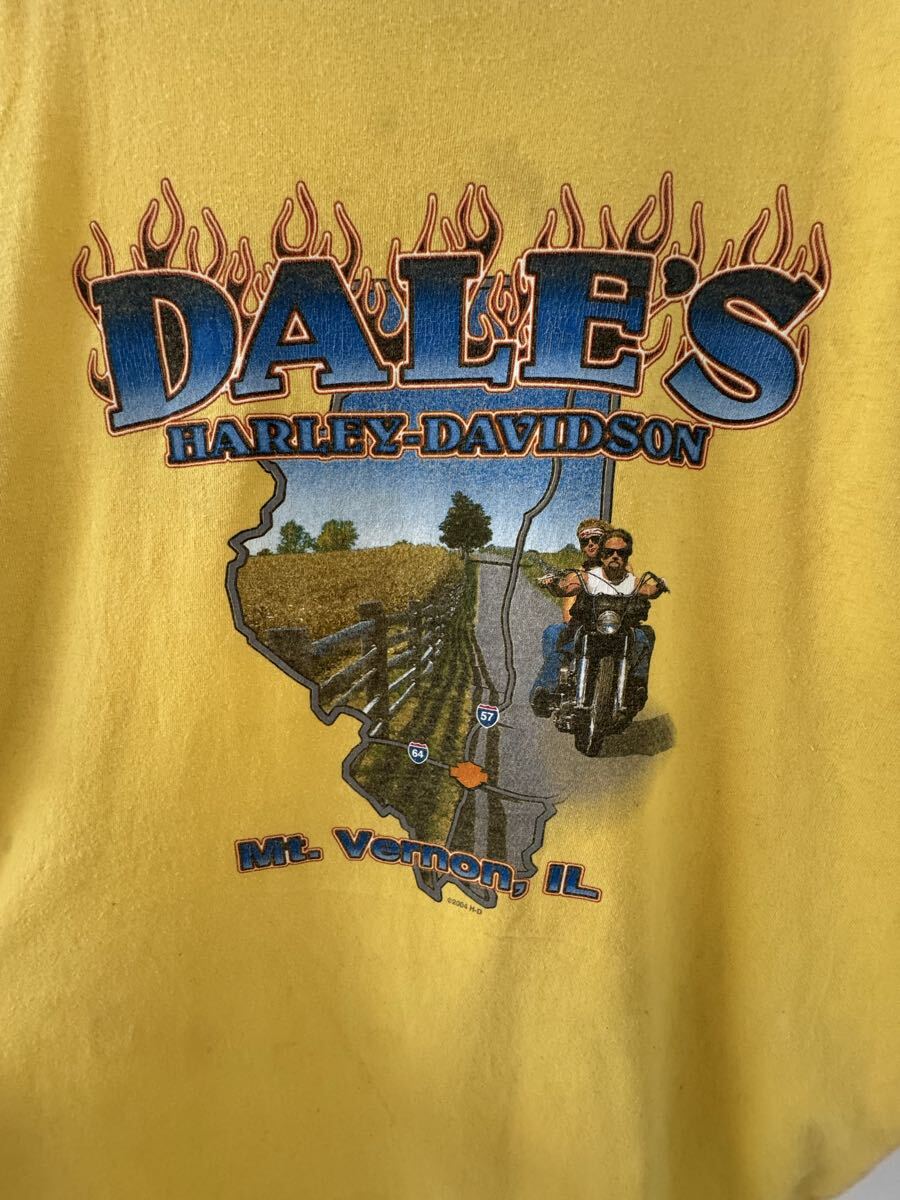 DALE'S
HARLEY-DAVIDSON
57
64
Mt. Vernon, IL
©2004 H-D